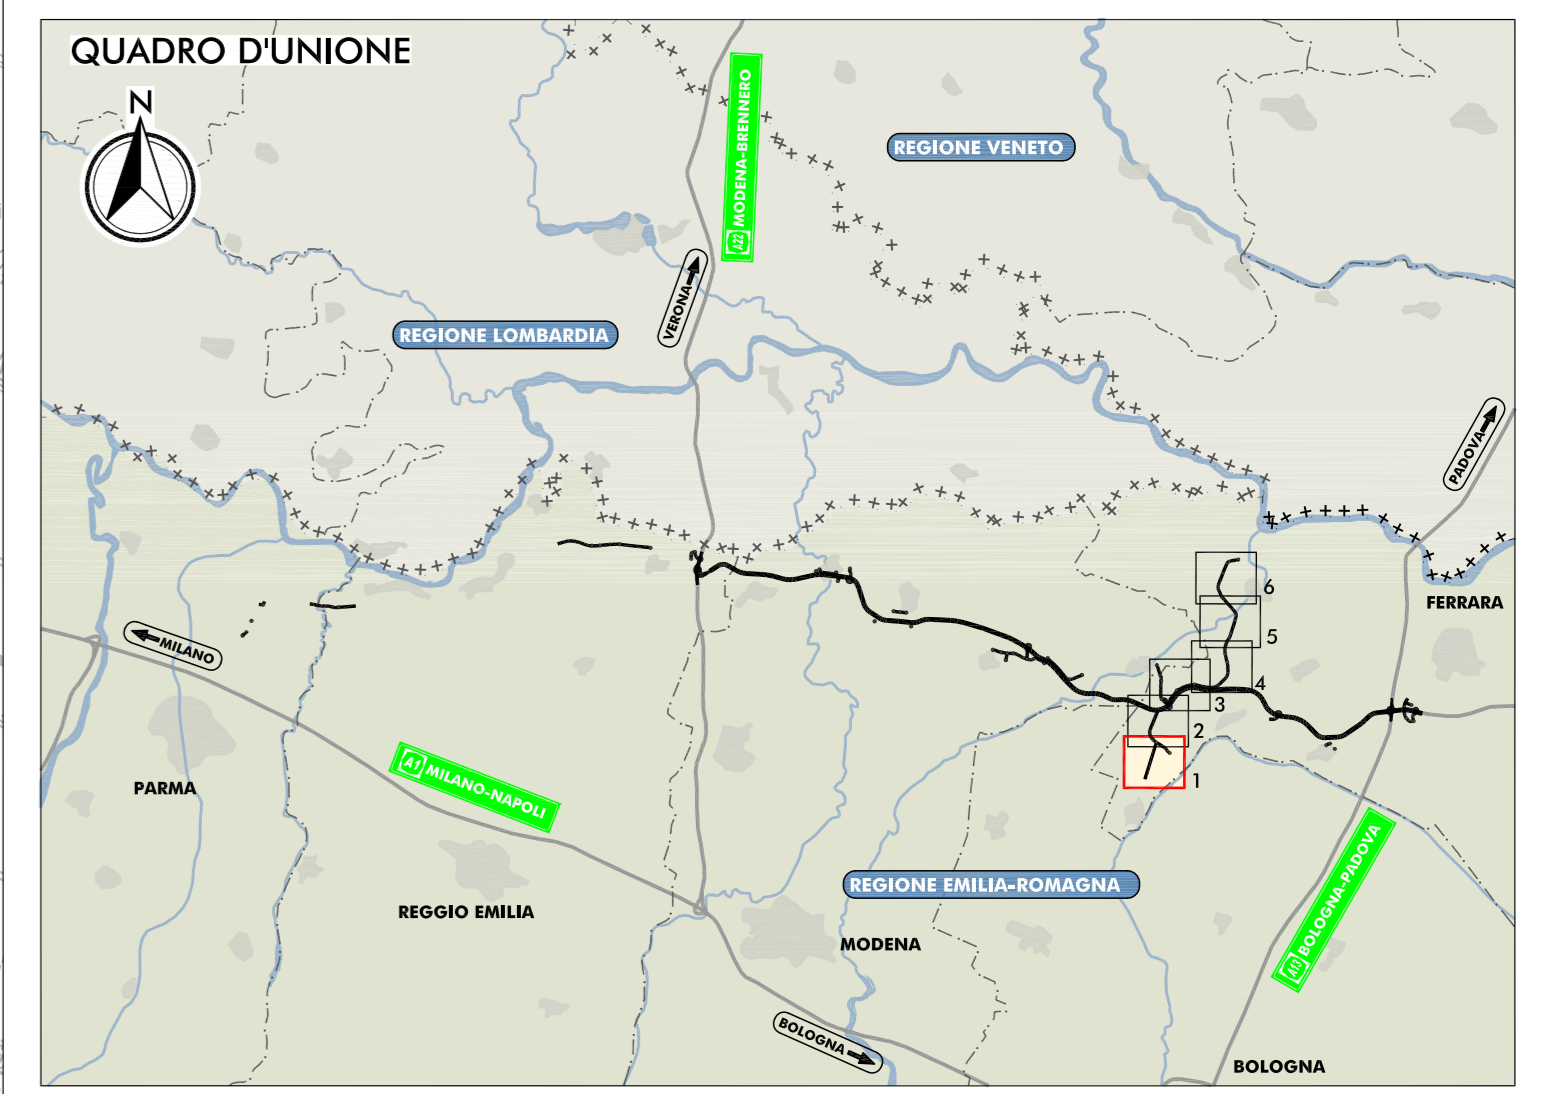 QUADRO D'UNIONE
N
A22 MODENA-BRENNERO
REGIONE VENETO
VERONA
REGIONE LOMBARDIA
PADOVA
6
FERRARA
5
MILANO
4
3
2
1
PARMA
A1 MILANO-NAPOLI
A13 BOLOGNA-PADOVA
REGIONE EMILIA-ROMAGNA
REGGIO EMILIA
MODENA
BOLOGNA
BOLOGNA